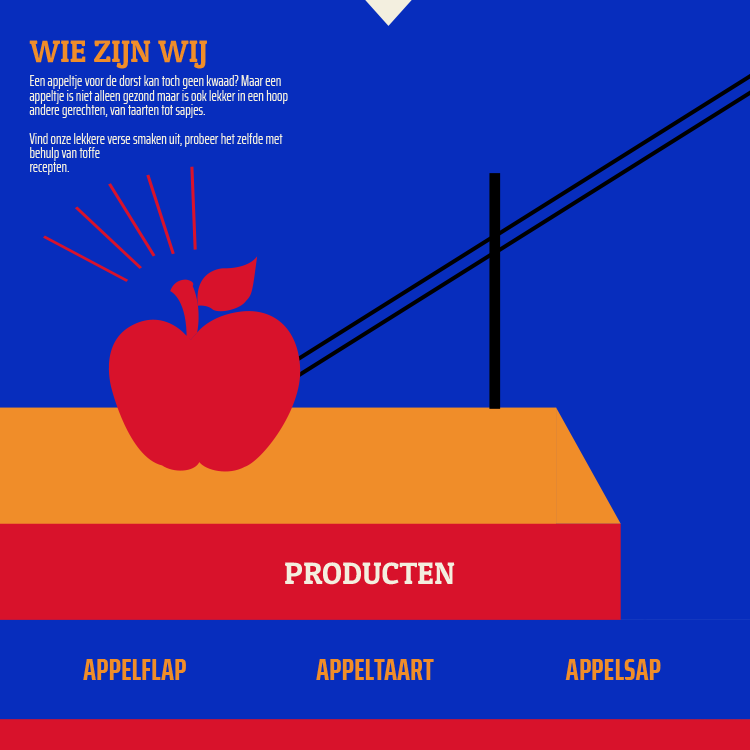 WIE ZIJN WIJ
Een appeltje voor de dorst kan toch geen kwaad? Maar een
appeltje is niet alleen gezond maar is ook lekker in een hoop
andere gerechten, van taarten tot sapjes.
Vind onze lekkere verse smaken uit, probeer het zelfde met
behulp van toffe
recepten.
PRODUCTEN
APPELFLAP
APPELTAART
APPELSAP